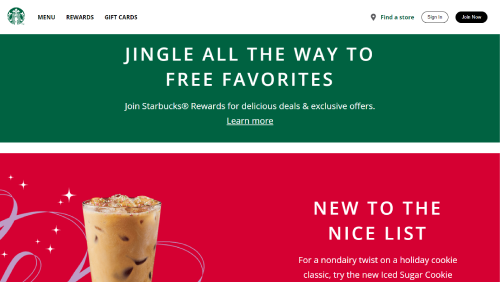 MENU REWARDS GIFT CARDS Find a store Sign in Join Now
JINGLE ALL THE WAY TO
FREE FAVORITES
Join Starbucks® Rewards for delicious deals & exclusive offers.
Learn more
NEW TO THE
NICE LIST
For a nondairy twist on a holiday cookie
classic, try the new Iced Sugar Cookie